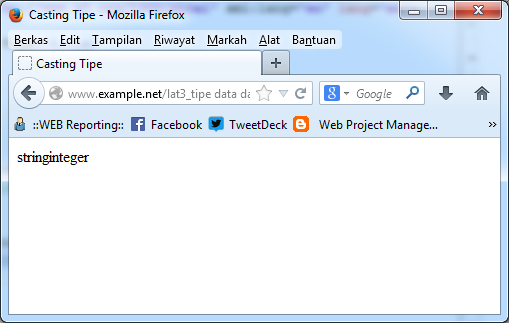 Casting Tipe - Mozilla Firefox
Berkas Edit Tampilan Riwayat Markah Alat Bantuan
Casting Tipe
www.example.net/lat3_tipe data da Google
::WEB Reporting:: Facebook TweetDeck Web Project Manage...
stringinteger